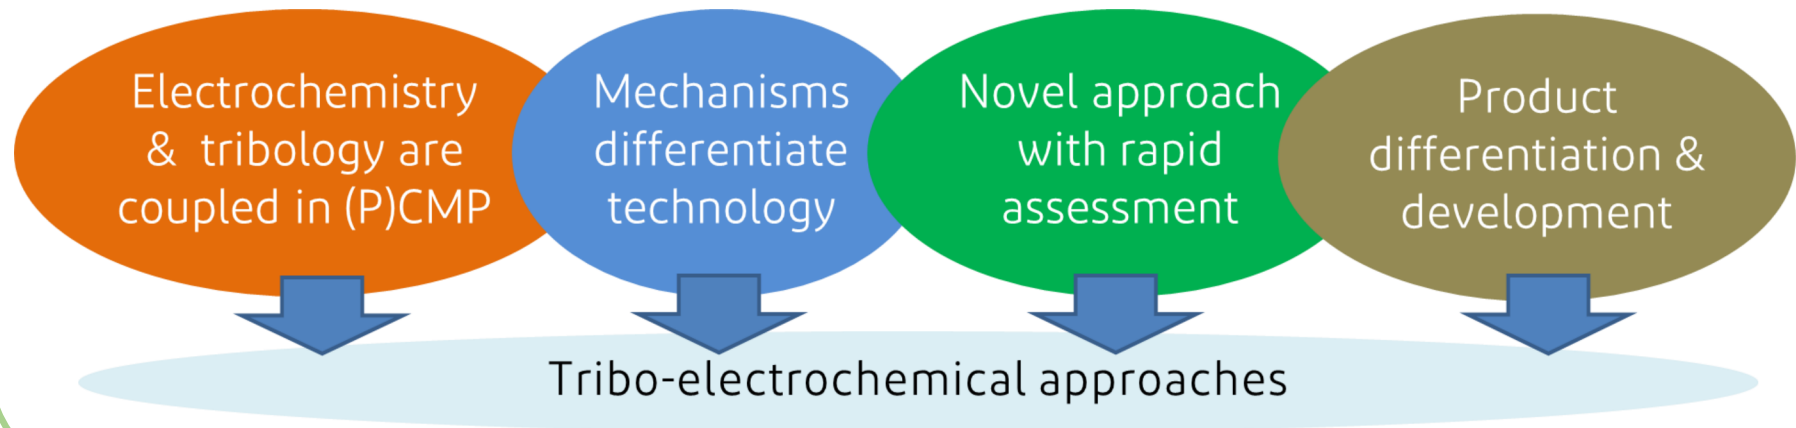 Electrochemistry
& tribology are
coupled in (P)CMP
Mechanisms
differentiate
technology
Novel approach
with rapid
assessment
Product
differentiation &
development
Tribo-electrochemical approaches